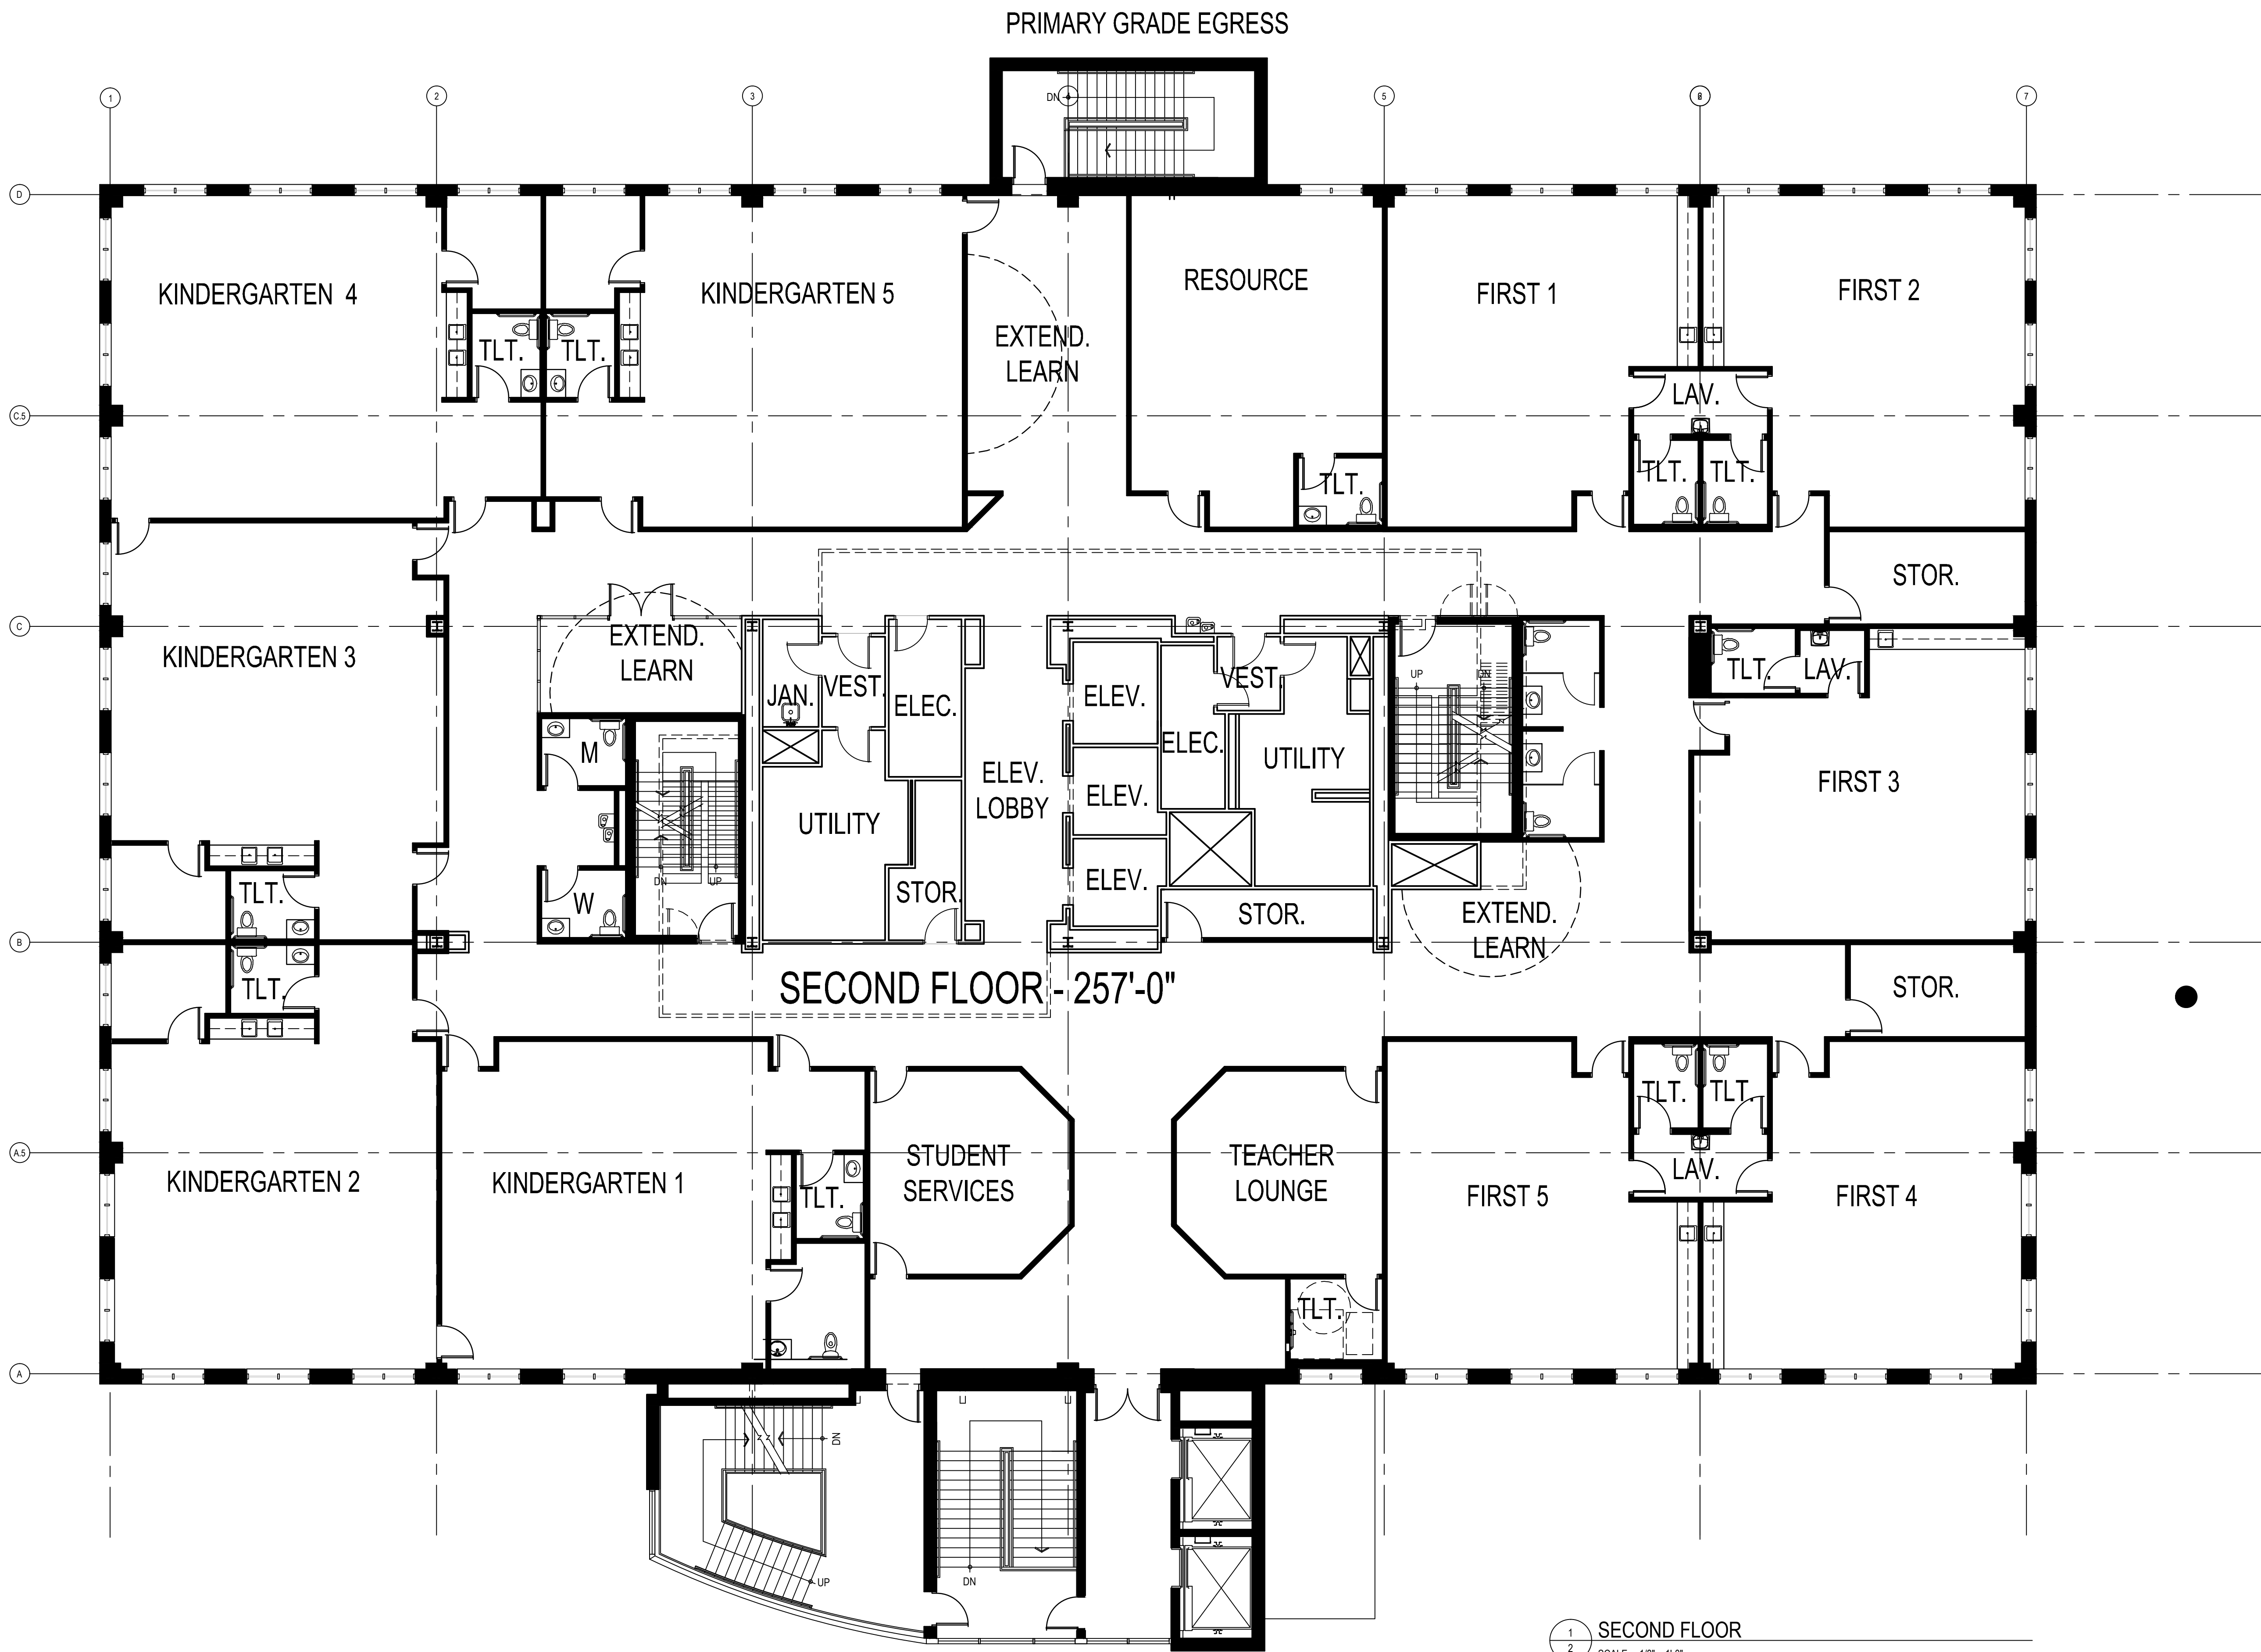 PRIMARY GRADE EGRESS
1
2
3
4
5
7
DN
D
KINDERGARTEN 4
KINDERGARTEN 5
RESOURCE
FIRST 1
FIRST 2
TLT.
TLT.
EXTEND.
LEARN
LAV.
C.5
TLT.
TLT.
TLT.
STOR.
C
KINDERGARTEN 3
EXTEND.
LEARN
JAN.
VEST.
ELEC.
ELEV.
VEST.
UP
DN
TLT.
LAV.
M
ELEV.
LOBBY
ELEV.
ELEC.
UTILITY
FIRST 3
UTILITY
TLT.
W
DN
UP
STOR.
ELEV.
STOR.
EXTEND.
LEARN
B
TLT.
SECOND FLOOR - 257'-0"
STOR.
TLT.
TLT.
A.5
KINDERGARTEN 2
KINDERGARTEN 1
TLT.
STUDENT
SERVICES
TEACHER
LOUNGE
FIRST 5
LAV.
FIRST 4
TLT.
A
DN
UP
DN
1
2
SECOND FLOOR